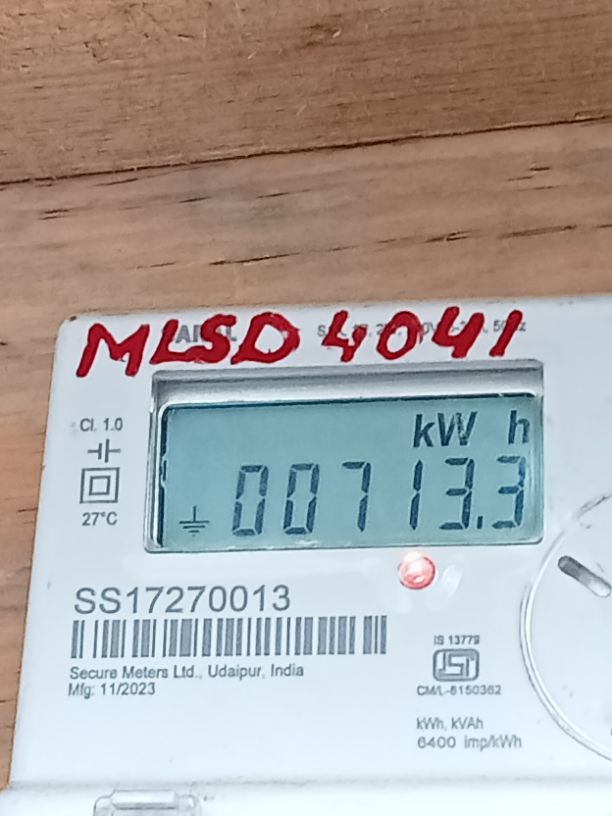 MLSD 4041
Cl. 1.0
27°C
kW h
00713.3
SS17270013
Secure Meters Ltd., Udaipur, India
Mfg: 11/2023
IS 13779
ISI
CM/L-8150362
kWh, kVAh
6400 imp/kWh